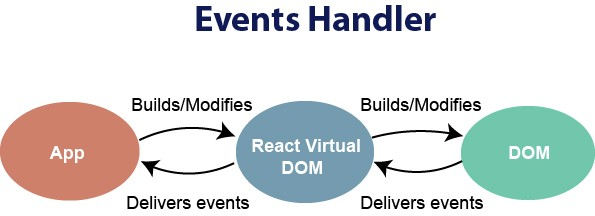 Events Handler
Builds/Modifies
Builds/Modifies
App
React Virtual
DOM
DOM
Delivers events
Delivers events